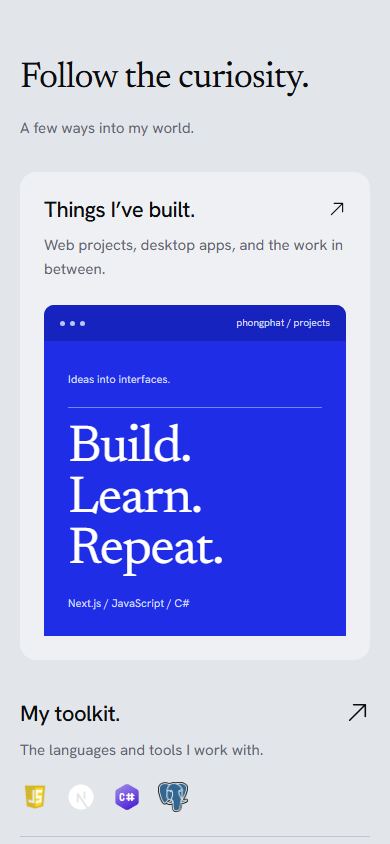 Follow the curiosity.
A few ways into my world.
Things I’ve built.
Web projects, desktop apps, and the work in
between.
phongphat / projects
Ideas into interfaces.
Build.
Learn.
Repeat.
Next.js / JavaScript / C#
My toolkit.
The languages and tools I work with.
JS N C#